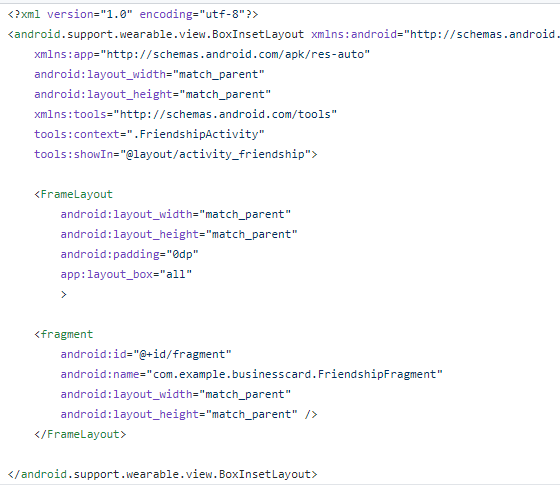 <?xml version="1.0" encoding="utf-8"?>
<android.support.wearable.view.BoxInsetLayout xmlns:android="http://schemas.android.
xmlns:app="http://schemas.android.com/apk/res-auto"
android:layout_width="match_parent"
android:layout_height="match_parent"
xmlns:tools="http://schemas.android.com/tools"
tools:context=".FriendshipActivity"
tools:showIn="@layout/activity_friendship">
<FrameLayout
android:layout_width="match_parent"
android:layout_height="match_parent"
android:padding="0dp"
app:layout_box="all"
>
<fragment
android:id="@+id/fragment"
android:name="com.example.businesscard.FriendshipFragment"
android:layout_width="match_parent"
android:layout_height="match_parent" />
</FrameLayout>
</android.support.wearable.view.BoxInsetLayout>